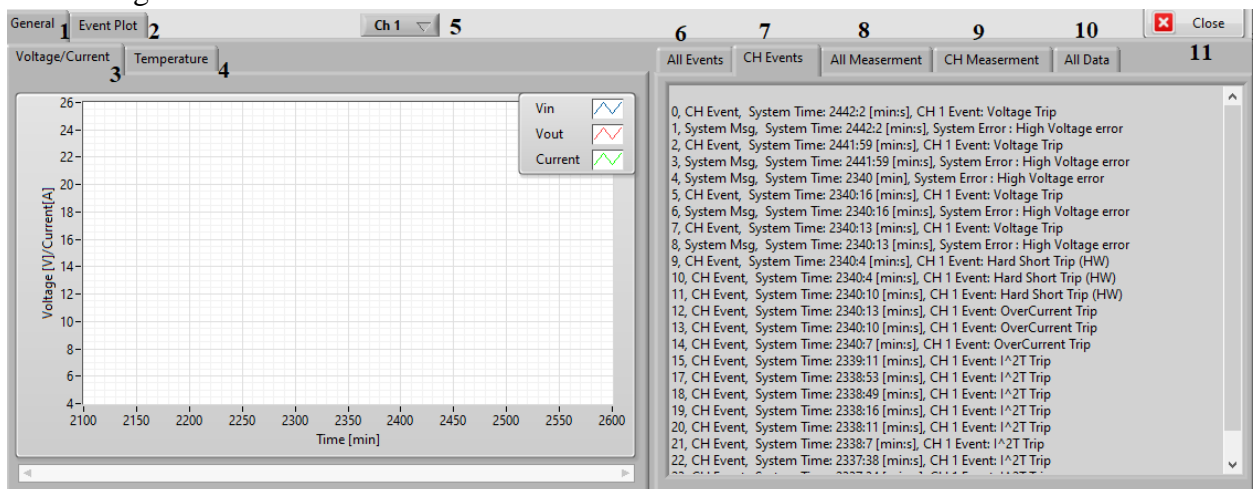 General 1 Event Plot 2 Ch 1 5 Close
Voltage/Current 3 Temperature 4
6 7 8 9 10 11
All Events CH Events All Measerment CH Measerment All Data
Vin
Vout
Current
26
24
22
20
18
16
14
12
10
8
6
4
Voltage [V]/Current[A]
2100 2150 2200 2250 2300 2350 2400 2450 2500 2550 2600
Time [min]
0, CH Event, System Time: 2442:2 [min:s], CH 1 Event: Voltage Trip
1, System Msg, System Time: 2442:2 [min:s], System Error : High Voltage error
2, CH Event, System Time: 2441:59 [min:s], CH 1 Event: Voltage Trip
3, System Msg, System Time: 2441:59 [min:s], System Error : High Voltage error
4, System Msg, System Time: 2340 [min], System Error : High Voltage error
5, CH Event, System Time: 2340:16 [min:s], CH 1 Event: Voltage Trip
6, System Msg, System Time: 2340:16 [min:s], System Error : High Voltage error
7, CH Event, System Time: 2340:13 [min:s], CH 1 Event: Voltage Trip
8, System Msg, System Time: 2340:13 [min:s], System Error : High Voltage error
9, CH Event, System Time: 2340:4 [min:s], CH 1 Event: Hard Short Trip (HW)
10, CH Event, System Time: 2340:4 [min:s], CH 1 Event: Hard Short Trip (HW)
11, CH Event, System Time: 2340:10 [min:s], CH 1 Event: Hard Short Trip (HW)
12, CH Event, System Time: 2340:13 [min:s], CH 1 Event: OverCurrent Trip
13, CH Event, System Time: 2340:10 [min:s], CH 1 Event: OverCurrent Trip
14, CH Event, System Time: 2340:7 [min:s], CH 1 Event: OverCurrent Trip
15, CH Event, System Time: 2339:11 [min:s], CH 1 Event: I^2T Trip
17, CH Event, System Time: 2338:53 [min:s], CH 1 Event: I^2T Trip
18, CH Event, System Time: 2338:49 [min:s], CH 1 Event: I^2T Trip
19, CH Event, System Time: 2338:16 [min:s], CH 1 Event: I^2T Trip
20, CH Event, System Time: 2338:11 [min:s], CH 1 Event: I^2T Trip
21, CH Event, System Time: 2338:7 [min:s], CH 1 Event: I^2T Trip
22, CH Event, System Time: 2337:38 [min:s], CH 1 Event: I^2T Trip